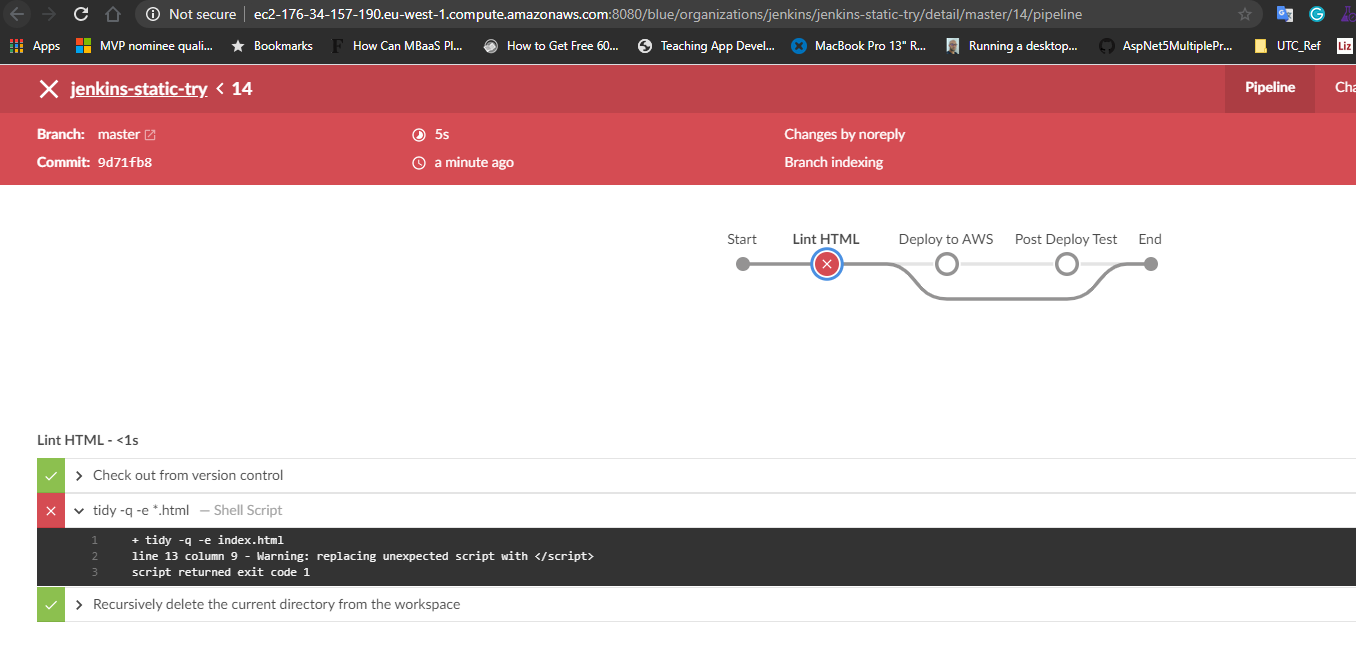 Not secure ec2-176-34-157-190.eu-west-1.compute.amazonaws.com:8080/blue/organizations/jenkins/jenkins-static-try/detail/master/14/pipeline
Apps MVP nominee quali... Bookmarks How Can MBaaS Pl... How to Get Free 60... Teaching App Devel... MacBook Pro 13" R... Running a desktop... AspNet5MultiplePr... UTC_Ref Liz
jenkins-static-try < 14 Pipeline Cha
Branch: master 5s Changes by noreply
Commit: 9d71fb8 a minute ago Branch indexing
Start Lint HTML Deploy to AWS Post Deploy Test End
Lint HTML - <1s
Check out from version control
tidy -q -e *.html — Shell Script
1 + tidy -q -e index.html
2 line 13 column 9 - Warning: replacing unexpected script with </script>
3 script returned exit code 1
Recursively delete the current directory from the workspace